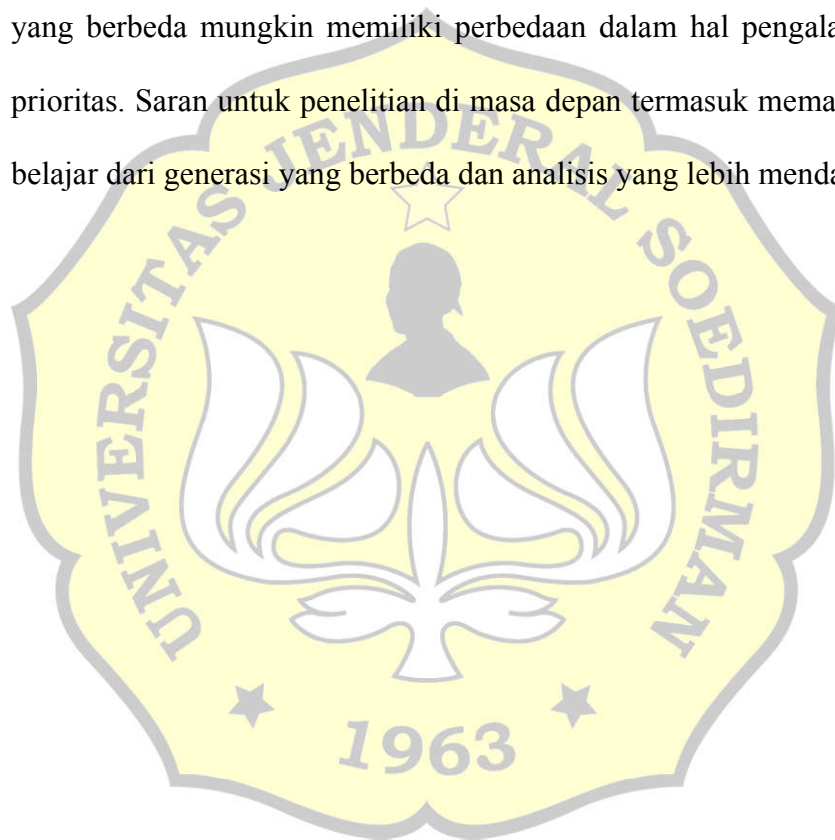 yang berbeda mungkin memiliki perbedaan dalam hal
prioritas. Saran untuk penelitian di masa depan termasuk
belajar dari generasi yang berbeda dan analisis yang lebih
UNIVERSITAS JENDERAL SOEDIRMAN
1963